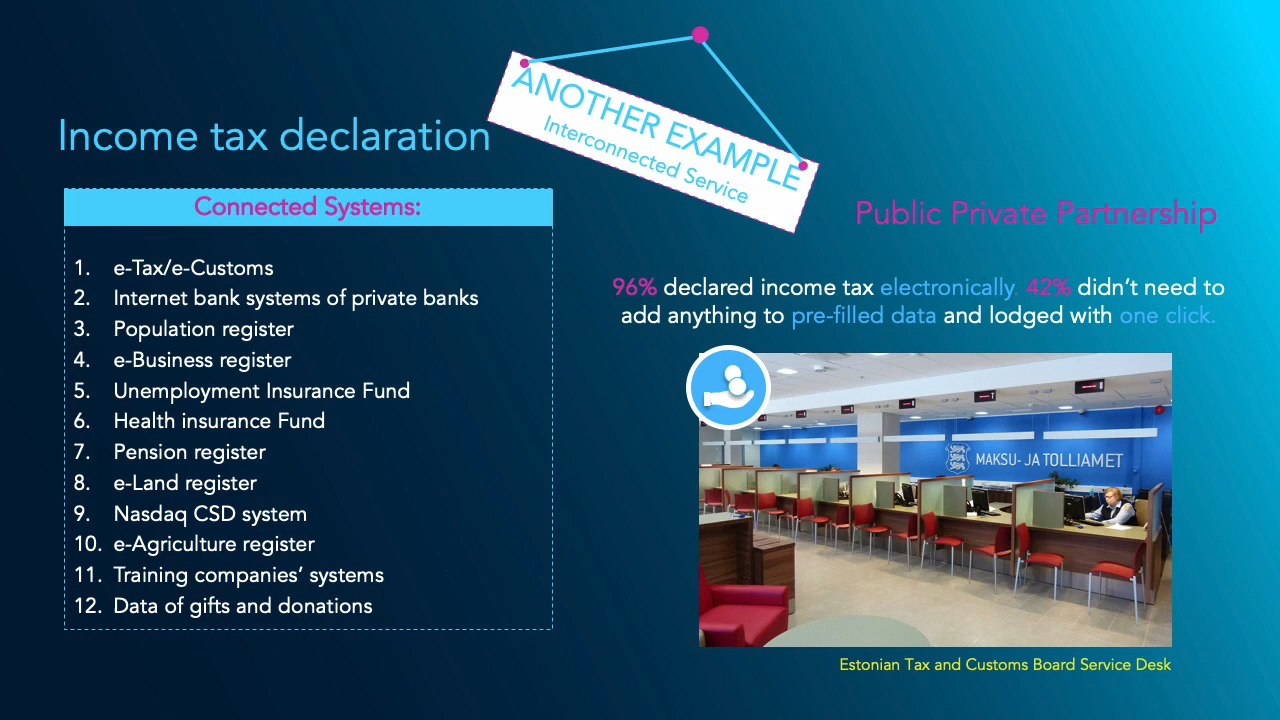 ANOTHER EXAMPLE
Interconnected Service
Income tax declaration
Connected Systems:
1. e-Tax/e-Customs
2. Internet bank systems of private banks
3. Population register
4. e-Business register
5. Unemployment Insurance Fund
6. Health insurance Fund
7. Pension register
8. e-Land register
9. Nasdaq CSD system
10. e-Agriculture register
11. Training companies’ systems
12. Data of gifts and donations
Public Private Partnership
96% declared income tax electronically. 42% didn’t need to
add anything to pre-filled data and lodged with one click.
MAKSU- JA TOLLIAMET
Estonian Tax and Customs Board Service Desk